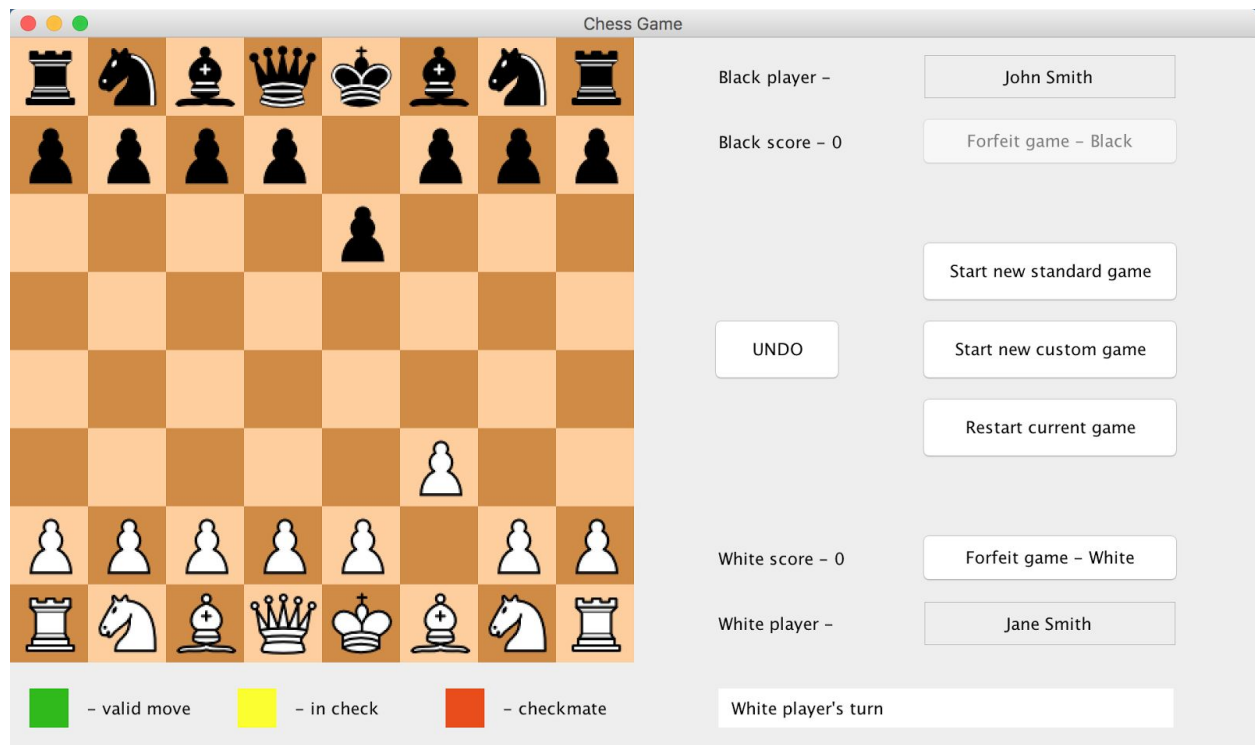 Chess Game
Black player –
John Smith
Black score – 0
Forfeit game – Black
Start new standard game
UNDO
Start new custom game
Restart current game
White score – 0
Forfeit game – White
White player –
Jane Smith
– valid move
– in check
– checkmate
White player's turn